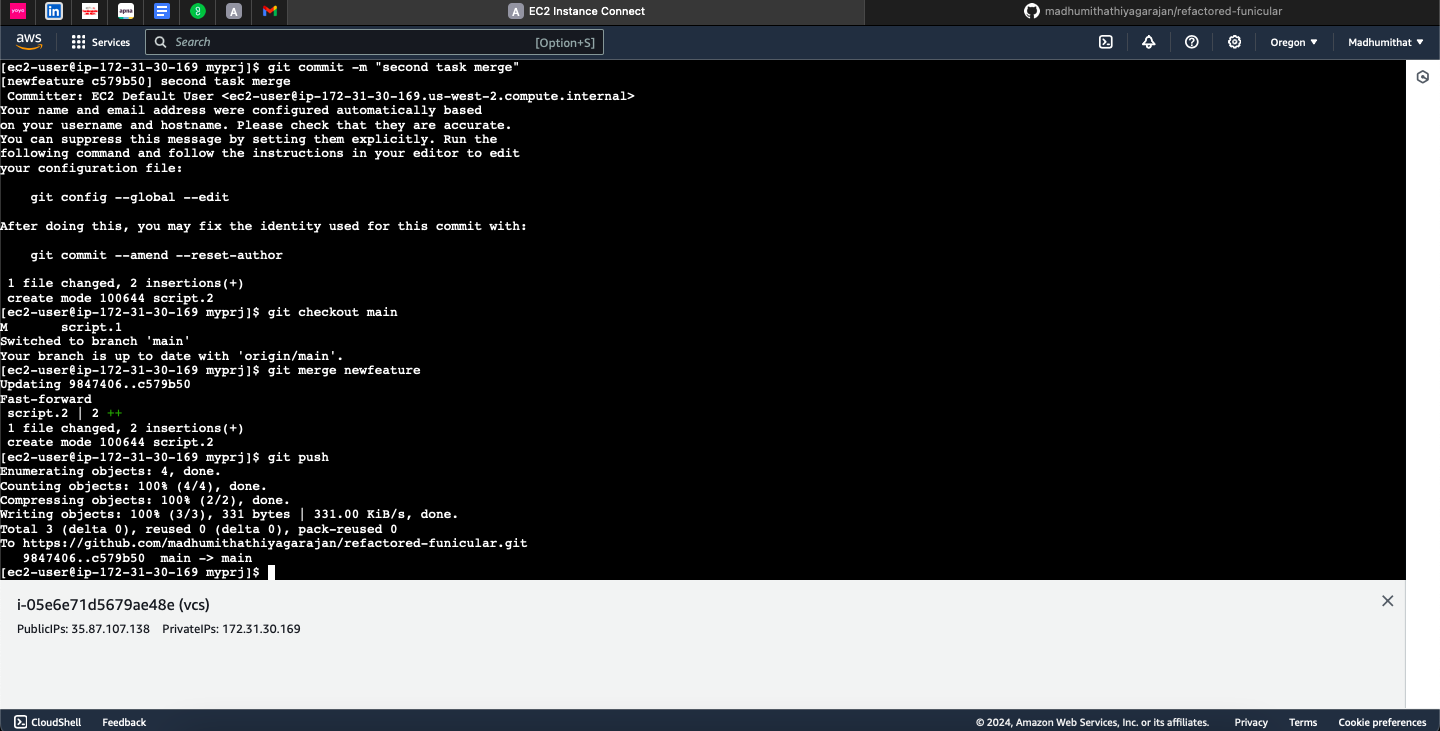 yoyo
in
apna
A
A EC2 Instance Connect
madhumithathiyagarajan/refactored-funicular
aws
Services
Search
[Option+S]
Oregon
Madhumithat
[ec2-user@ip-172-31-30-169 myprj]$ git commit -m "second task merge"
[newfeature c579b50] second task merge
 Committer: EC2 Default User <ec2-user@ip-172-31-30-169.us-west-2.compute.internal>
Your name and email address were configured automatically based
on your username and hostname. Please check that they are accurate.
You can suppress this message by setting them explicitly. Run the
following command and follow the instructions in your editor to edit
your configuration file:
    git config --global --edit
After doing this, you may fix the identity used for this commit with:
    git commit --amend --reset-author
 1 file changed, 2 insertions(+)
 create mode 100644 script.2
[ec2-user@ip-172-31-30-169 myprj]$ git checkout main
M       script.1
Switched to branch 'main'
Your branch is up to date with 'origin/main'.
[ec2-user@ip-172-31-30-169 myprj]$ git merge newfeature
Updating 9847406..c579b50
Fast-forward
 script.2 | 2 ++
 1 file changed, 2 insertions(+)
 create mode 100644 script.2
[ec2-user@ip-172-31-30-169 myprj]$ git push
Enumerating objects: 4, done.
Counting objects: 100% (4/4), done.
Compressing objects: 100% (2/2), done.
Writing objects: 100% (3/3), 331 bytes | 331.00 KiB/s, done.
Total 3 (delta 0), reused 0 (delta 0), pack-reused 0
To https://github.com/madhumithathiyagarajan/refactored-funicular.git
   9847406..c579b50  main -> main
[ec2-user@ip-172-31-30-169 myprj]$
i-05e6e71d5679ae48e (vcs)
PublicIPs: 35.87.107.138 PrivateIPs: 172.31.30.169
CloudShell Feedback © 2024, Amazon Web Services, Inc. or its affiliates. Privacy Terms Cookie preferences